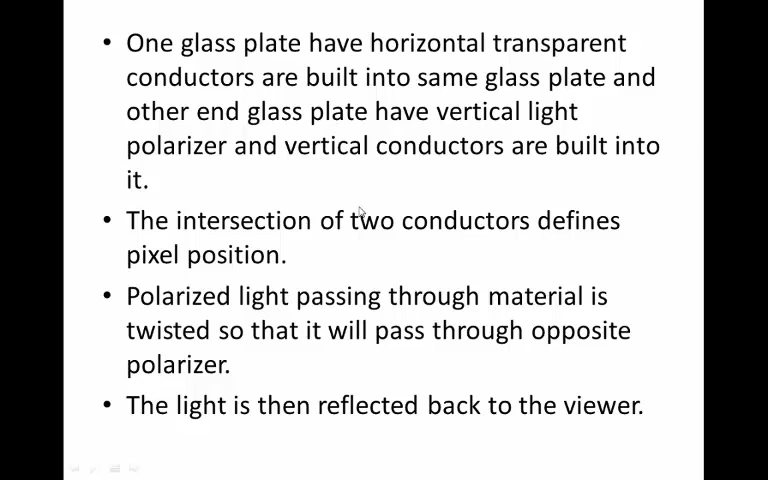 • One glass plate have horizontal transparent
conductors are built into same glass plate and
other end glass plate have vertical light
polarizer and vertical conductors are built into
it.
• The intersection of two conductors defines
pixel position.
• Polarized light passing through material is
twisted so that it will pass through opposite
polarizer.
• The light is then reflected back to the viewer.